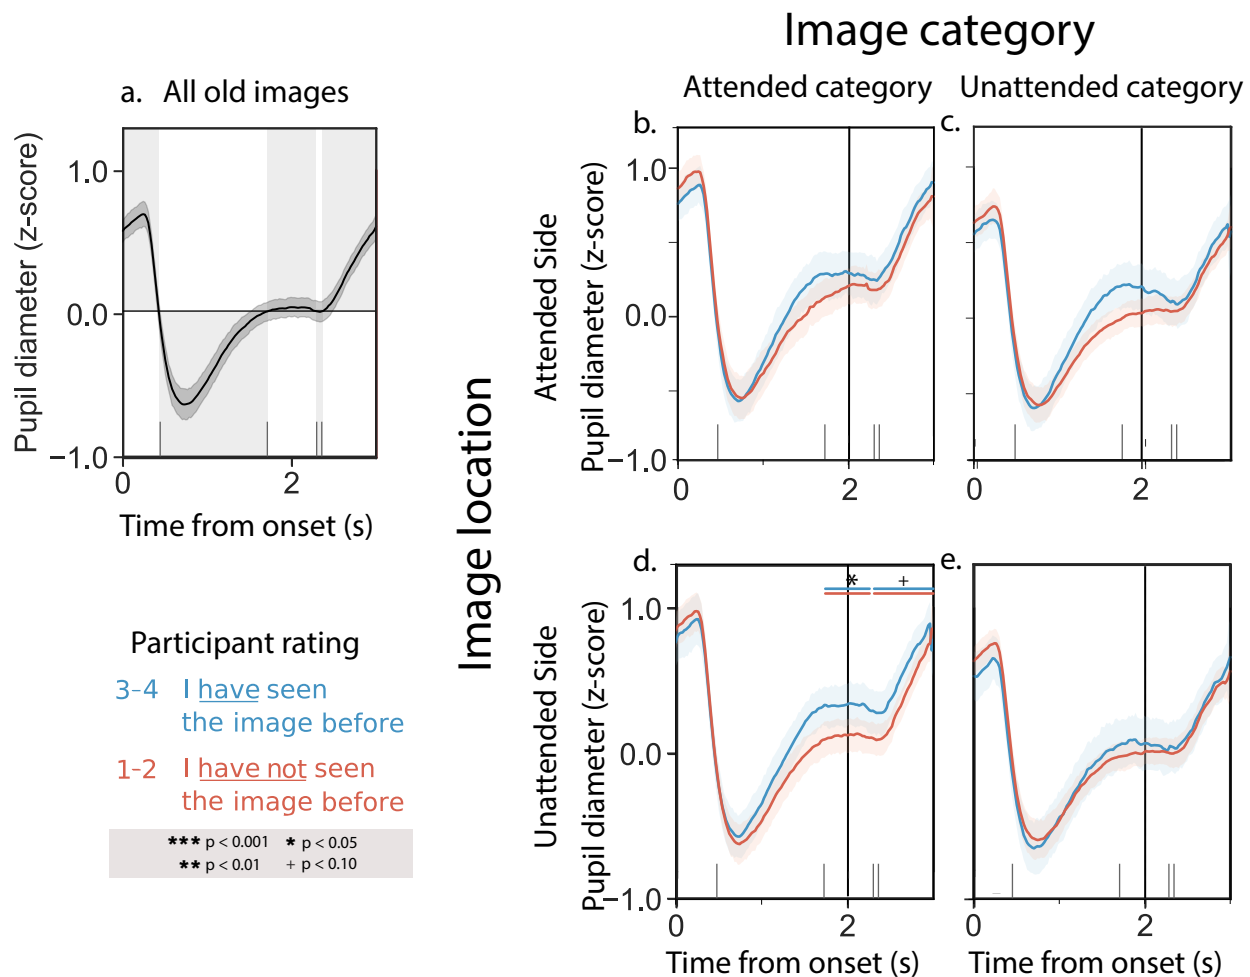 Image category
Attended category
Unattended category
a. All old images
b.
c.
Pupil diameter (z-score)
1.0
0.0
−1.0
0
2
Time from onset (s)
Attended Side
Pupil diameter (z-score)
1.0
0.0
−1.0
0
2
0
2
Image location
d.
e.
*
+
Unattended Side
Pupil diameter (z-score)
1.0
0.0
−1.0
0
2
0
2
Time from onset (s)
Time from onset (s)
Participant rating
3-4 I have seen
the image before
1-2 I have not seen
the image before
*** p < 0.001 * p < 0.05
** p < 0.01 + p < 0.10